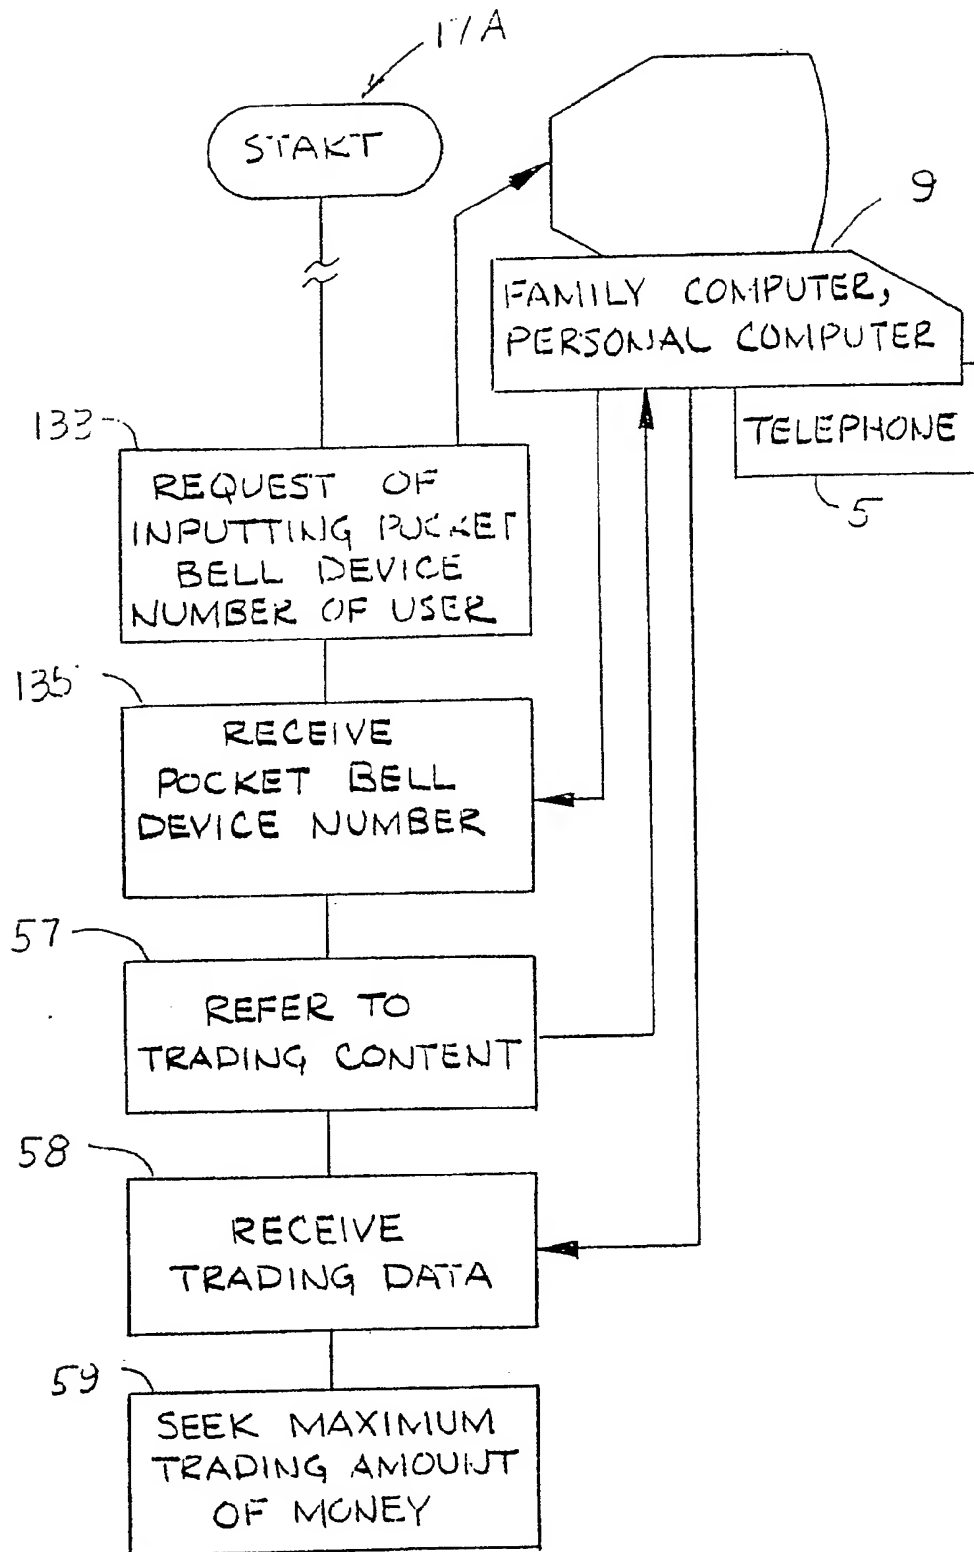 17A
START
9
FAMILY COMPUTER,
PERSONAL COMPUTER
TELEPHONE
5
133
REQUEST OF
INPUTTING POCKET
BELL DEVICE
NUMBER OF USER
135
RECEIVE
POCKET BELL
DEVICE NUMBER
57
REFER TO
TRADING CONTENT
58
RECEIVE
TRADING DATA
59
SEEK MAXIMUM
TRADING AMOUNT
OF MONEY